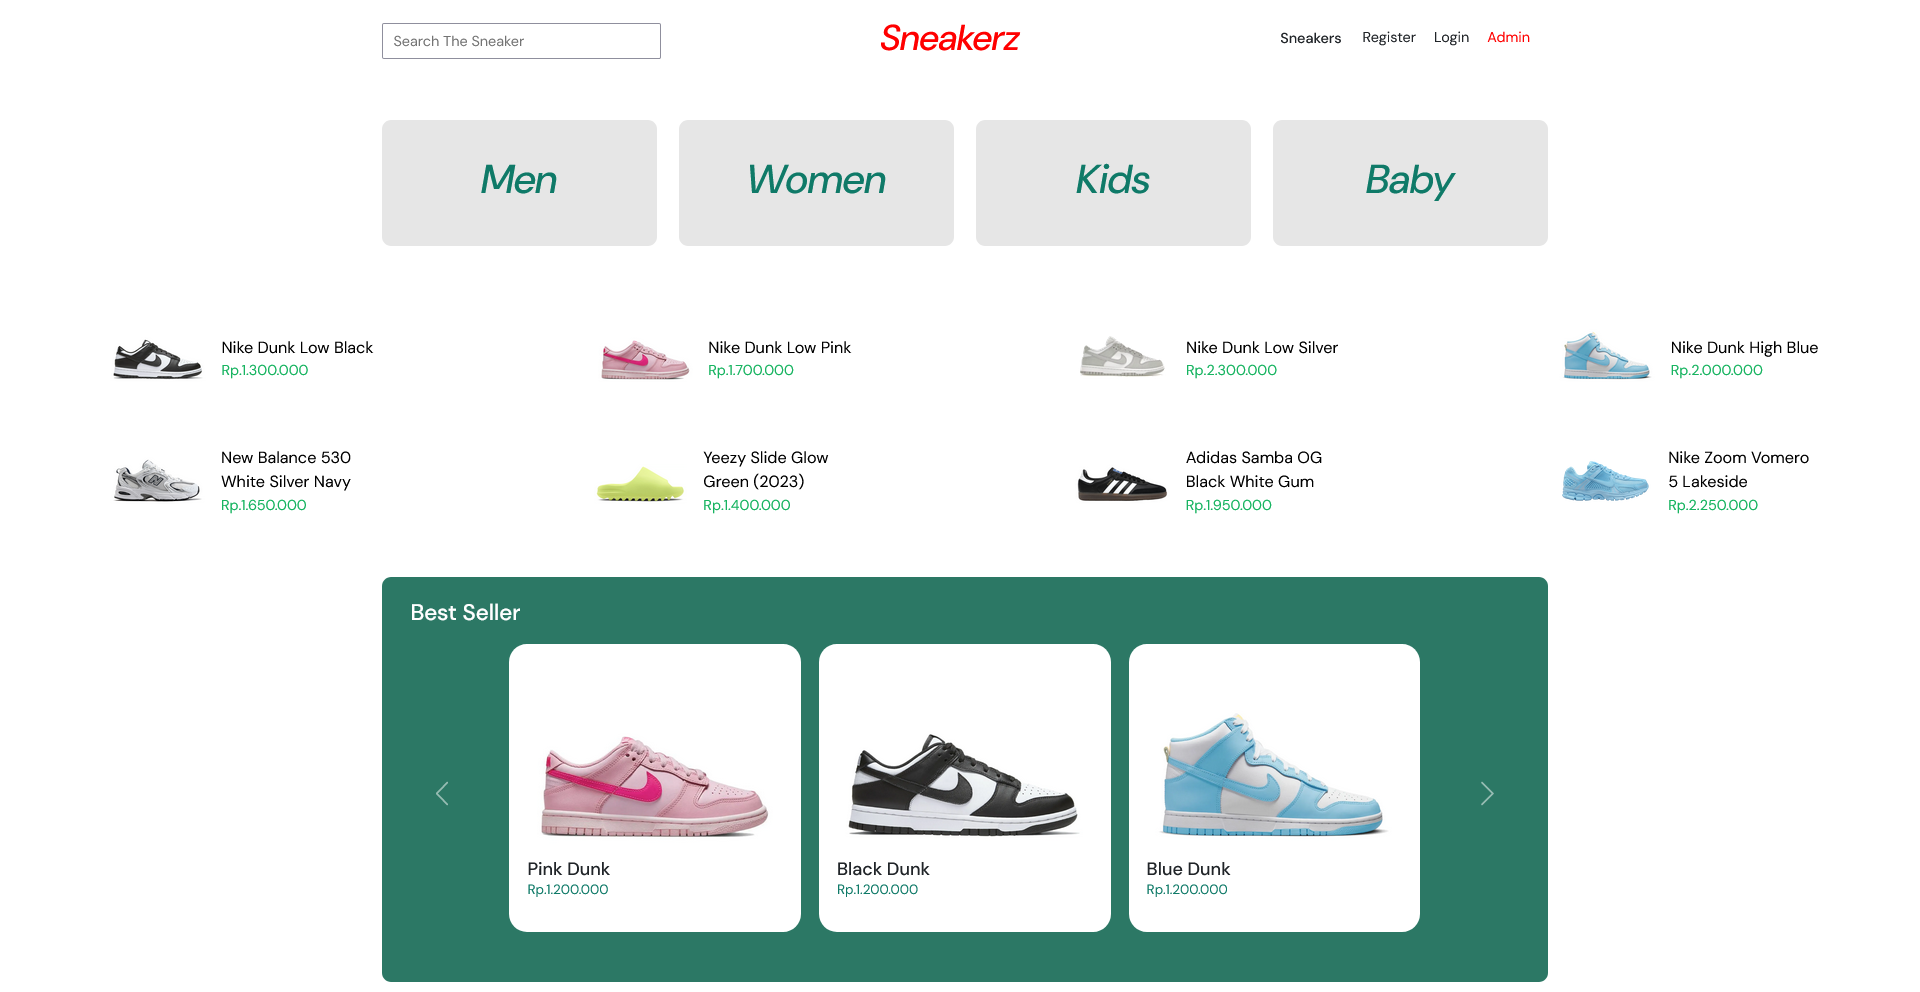 Search The Sneaker
Sneakerz
Sneakers
Register
Login
Admin
Men
Women
Kids
Baby
Nike Dunk Low Black
Rp.1.300.000
Nike Dunk Low Pink
Rp.1.700.000
Nike Dunk Low Silver
Rp.2.300.000
Nike Dunk High Blue
Rp.2.000.000
New Balance 530
White Silver Navy
Rp.1.650.000
Yeezy Slide Glow
Green (2023)
Rp.1.400.000
Adidas Samba OG
Black White Gum
Rp.1.950.000
Nike Zoom Vomero
5 Lakeside
Rp.2.250.000
Best Seller
Pink Dunk
Rp.1.200.000
Black Dunk
Rp.1.200.000
Blue Dunk
Rp.1.200.000